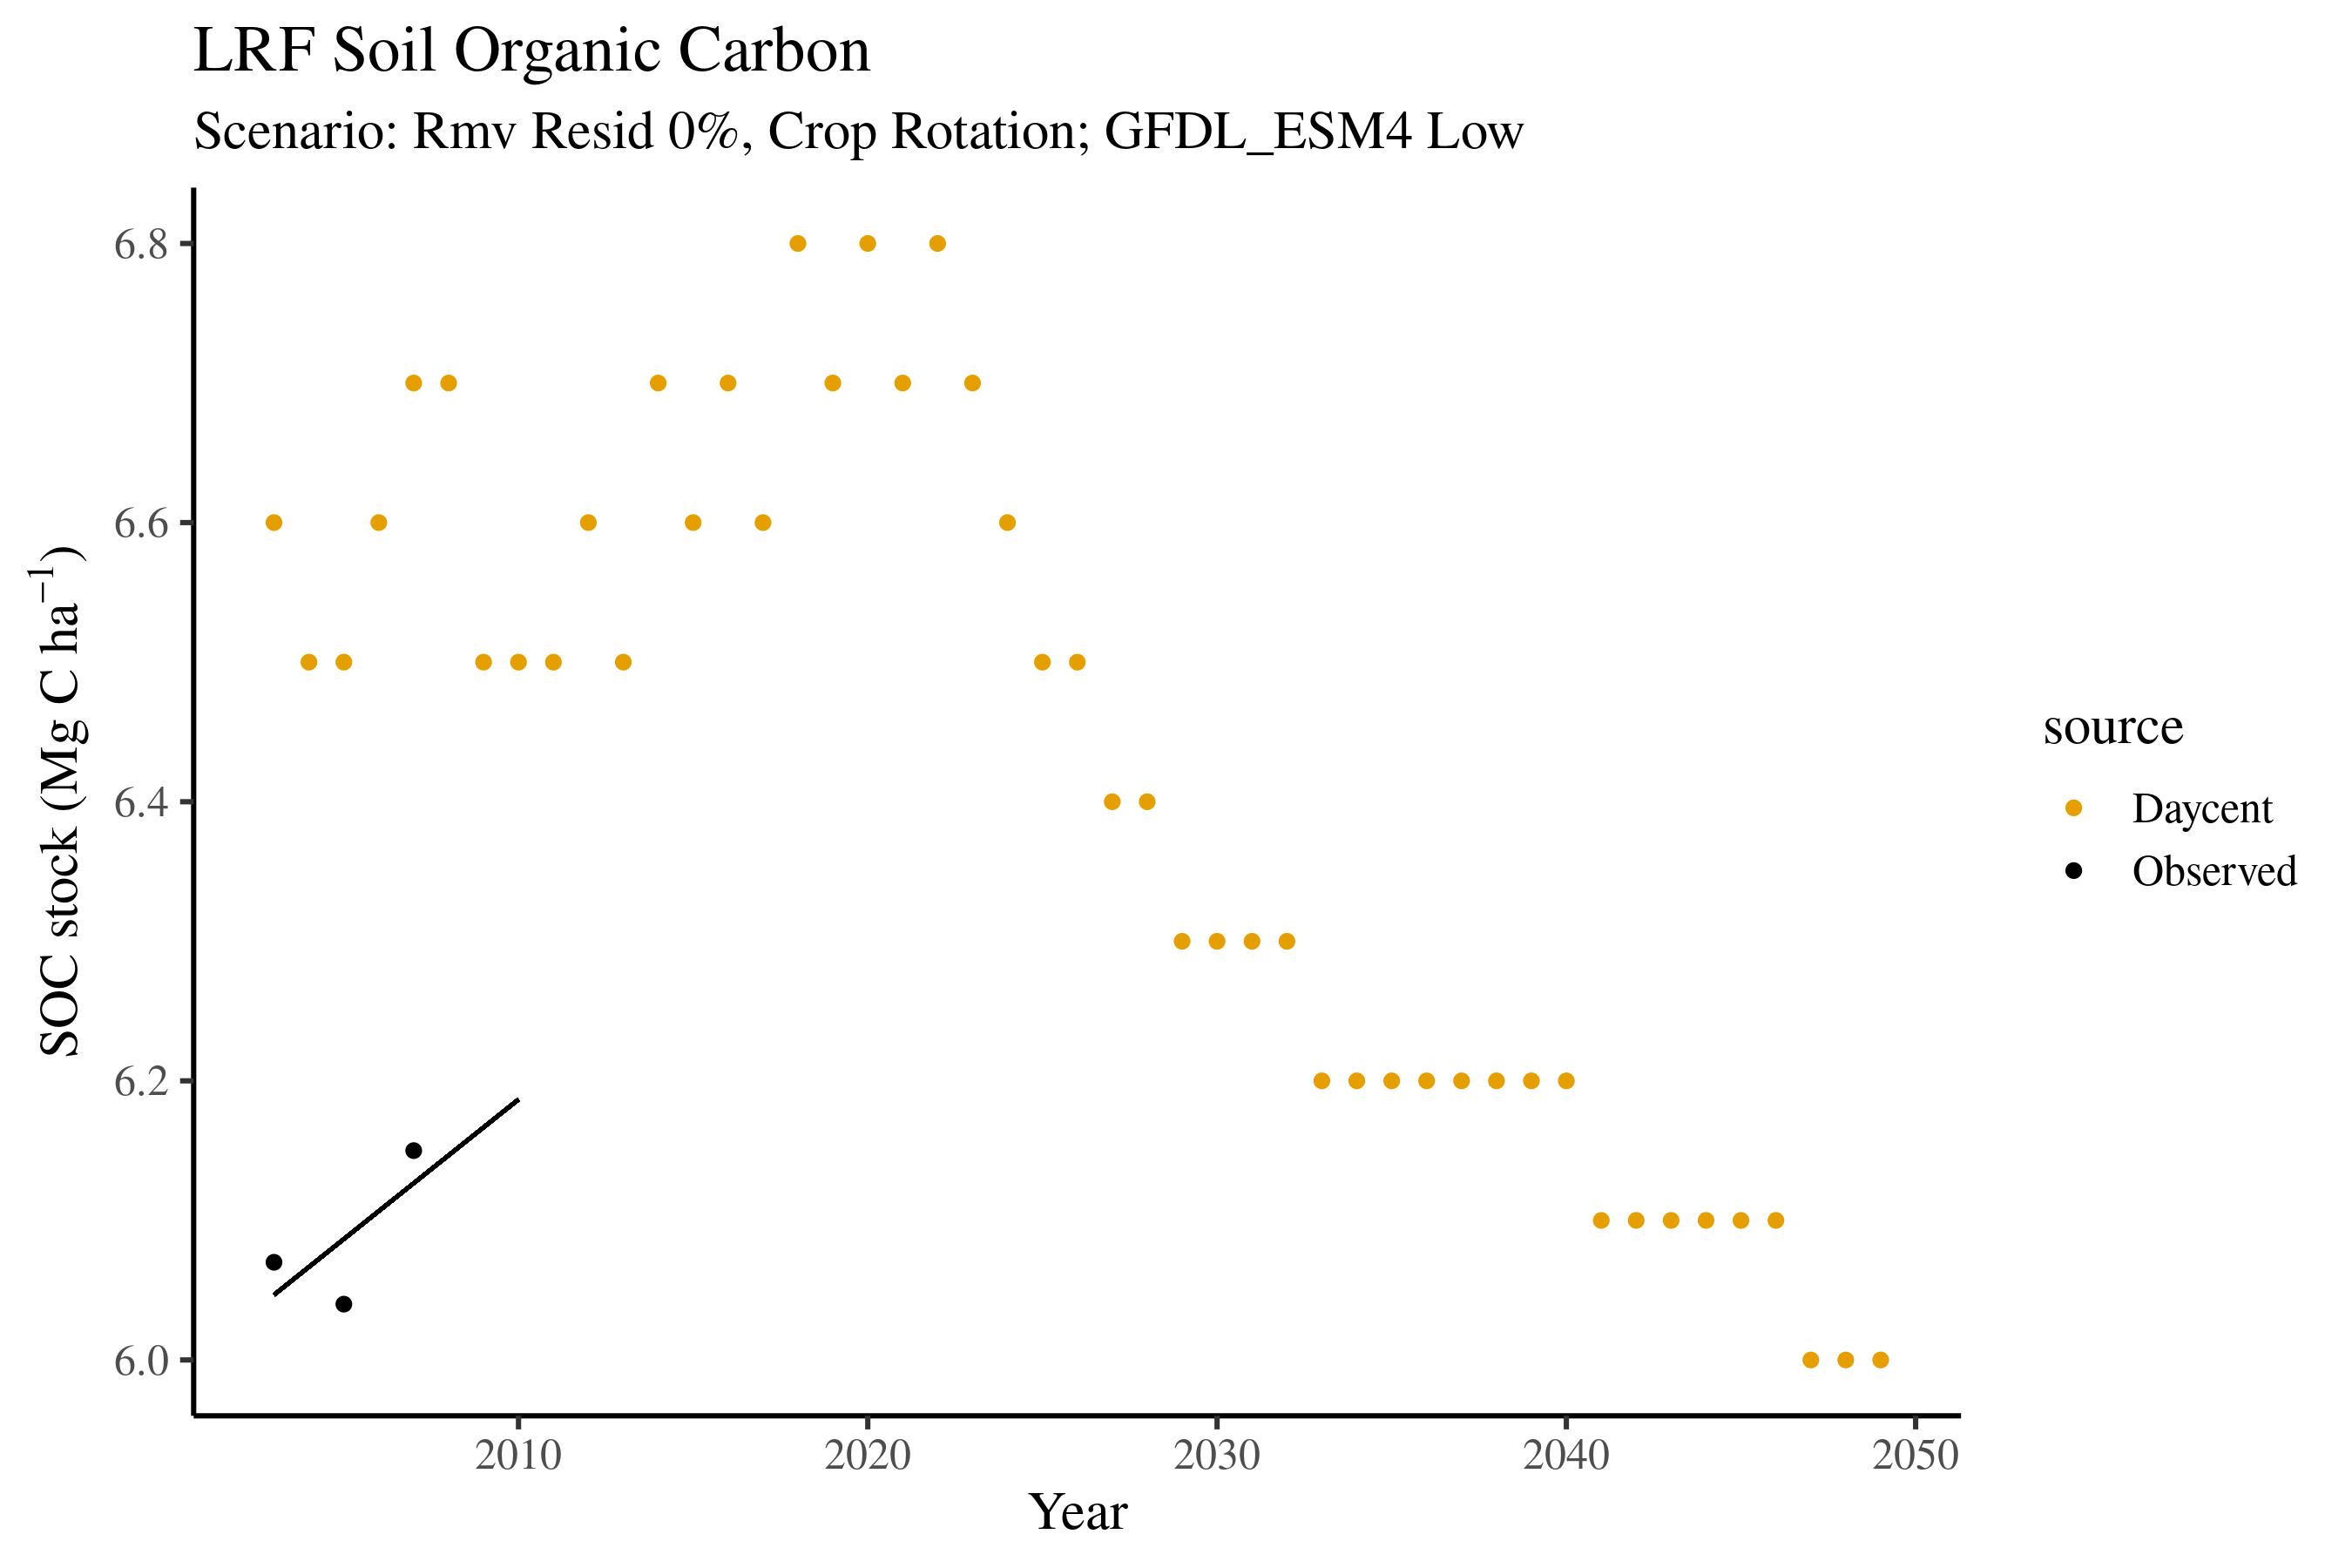 LRF Soil Organic Carbon
Scenario: Rmv Resid 0%, Crop Rotation; GFDL_ESM4 Low
SOC stock (Mg C ha⁻¹)
6.8
6.6
6.4
6.2
6.0
2010
2020
2030
2040
2050
Year
source
Daycent
Observed